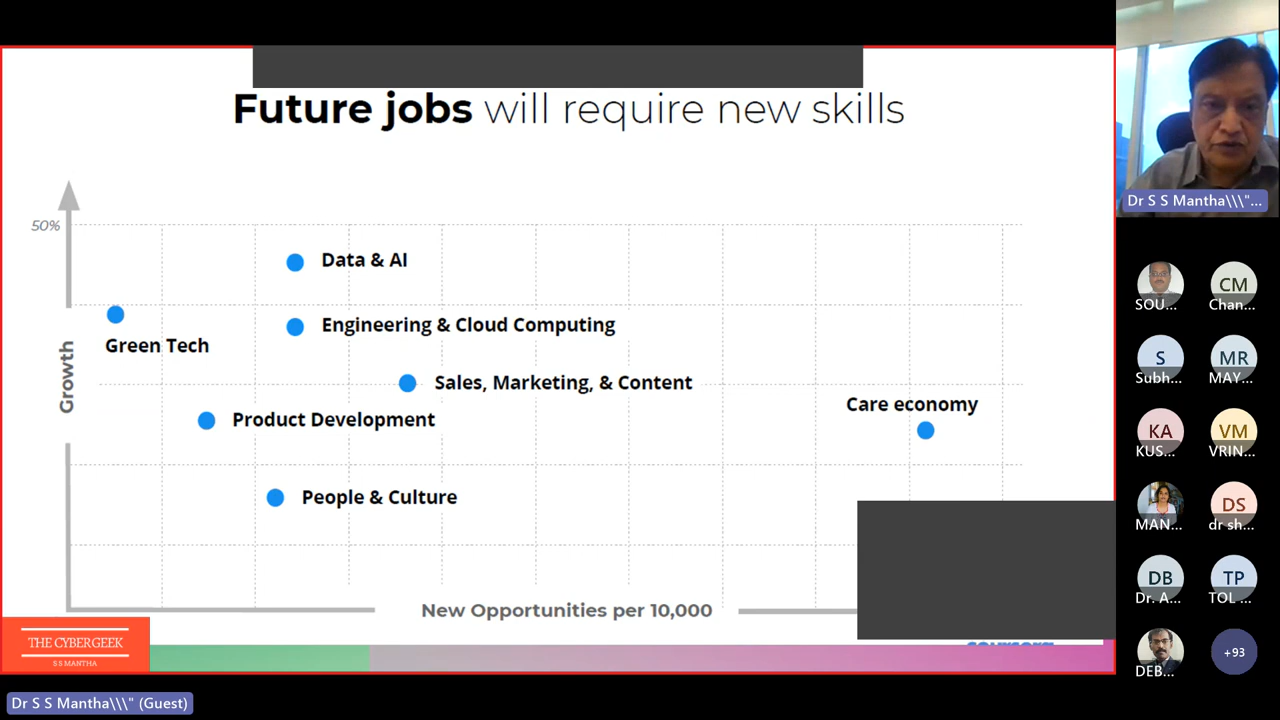 Future jobs will require new skills
50%
Growth
Data & AI
Green Tech
Engineering & Cloud Computing
Sales, Marketing, & Content
Care economy
Product Development
People & Culture
New Opportunities per 10,000
THE CYBERGEEK
S S MANTHA
Dr S S Mantha\\\" (Guest)
Dr S S Mantha\\\"...
SOU...
CM
Chan...
S
Subh...
MR
MAY...
KA
KUS...
VM
VRIN...
MAN...
DS
dr sh...
DB
Dr. A...
TP
TOL ...
DEB...
+93